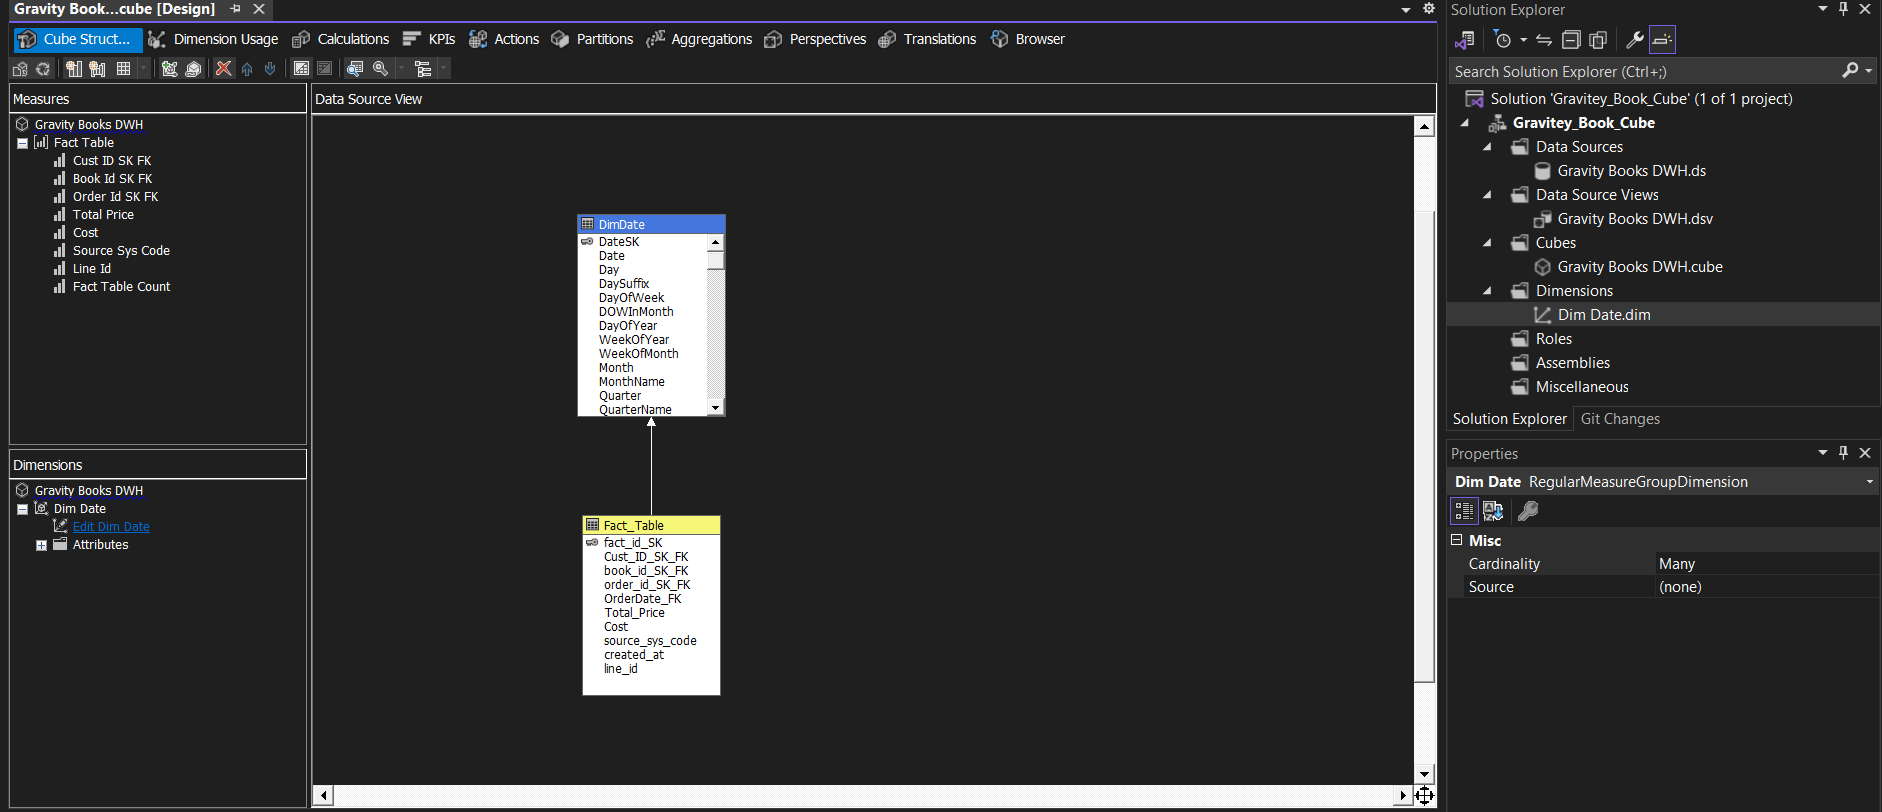 Gravity Book...cube [Design]
Cube Struct...
Dimension Usage
Calculations
KPIs
Actions
Partitions
Aggregations
Perspectives
Translations
Browser
Measures
Gravity Books DWH
Fact Table
Cust ID SK FK
Book Id SK FK
Order Id SK FK
Total Price
Cost
Source Sys Code
Line Id
Fact Table Count
Dimensions
Gravity Books DWH
Dim Date
Edit Dim Date
Attributes
Data Source View
DimDate
DateSK
Date
Day
DaySuffix
DayOfWeek
DOWInMonth
DayOfYear
WeekOfYear
WeekOfMonth
Month
MonthName
Quarter
QuarterName
Fact_Table
fact_id_SK
Cust_ID_SK_FK
book_id_SK_FK
order_id_SK_FK
OrderDate_FK
Total_Price
Cost
source_sys_code
created_at
line_id
Solution Explorer
Search Solution Explorer (Ctrl+;)
Solution 'Gravitey_Book_Cube' (1 of 1 project)
Gravitey_Book_Cube
Data Sources
Gravity Books DWH.ds
Data Source Views
Gravity Books DWH.dsv
Cubes
Gravity Books DWH.cube
Dimensions
Dim Date.dim
Roles
Assemblies
Miscellaneous
Solution Explorer
Git Changes
Properties
Dim Date RegularMeasureGroupDimension
Misc
Cardinality Many
Source (none)